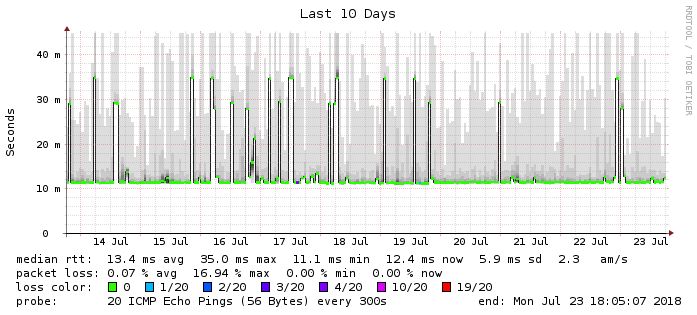 Last 10 Days
RRDTOOL / TOBI OETIKER
Seconds
40 m
30 m
20 m
10 m
0
14 Jul 15 Jul 16 Jul 17 Jul 18 Jul 19 Jul 20 Jul 21 Jul 22 Jul 23 Jul
median rtt: 13.4 ms avg 35.0 ms max 11.1 ms min 12.4 ms now 5.9 ms sd 2.3 am/s
packet loss: 0.07 % avg 16.94 % max 0.00 % min 0.00 % now
loss color: 0 1/20 2/20 3/20 4/20 10/20 19/20
probe: 20 ICMP Echo Pings (56 Bytes) every 300s end: Mon Jul 23 18:05:07 2018